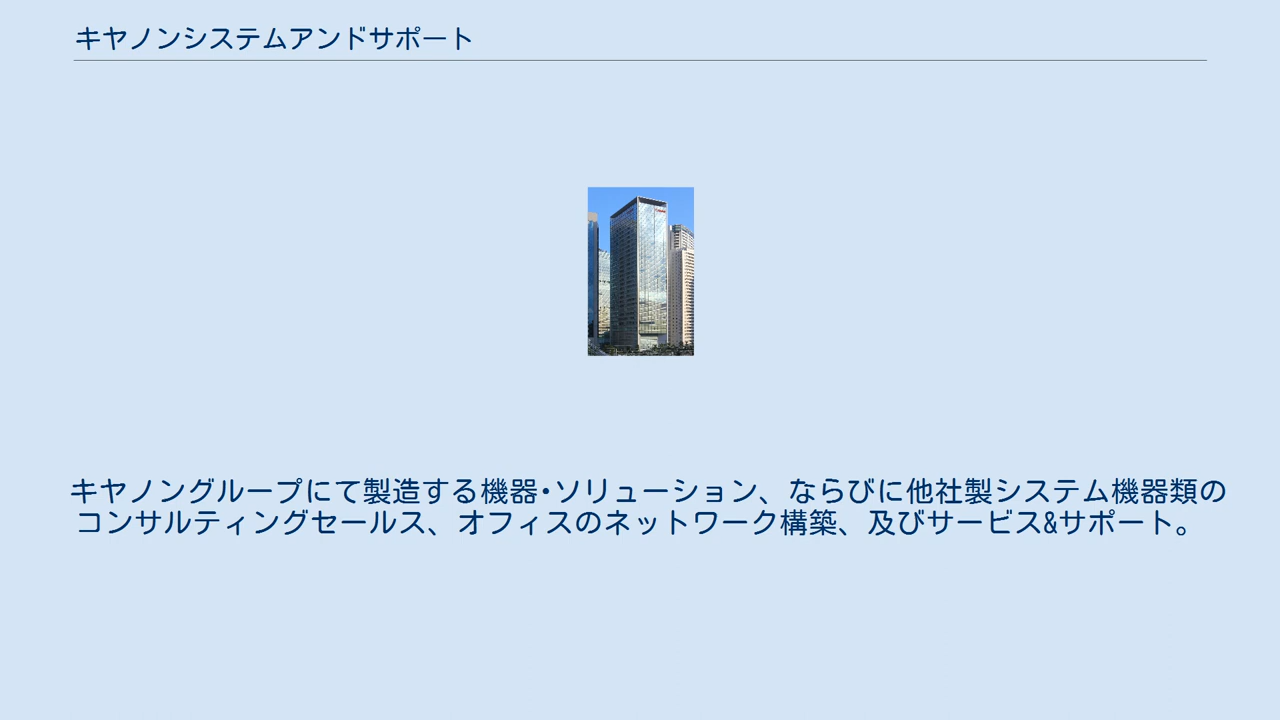 キヤノンシステムアンドサポート
キヤノングループにて製造する機器・ソリューション、ならびに他社製システム機器類の
コンサルティングセールス、オフィスのネットワーク構築、及びサービス&サポート。